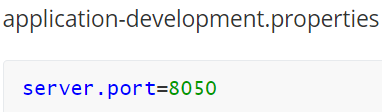 application-development.properties
server.port=8050